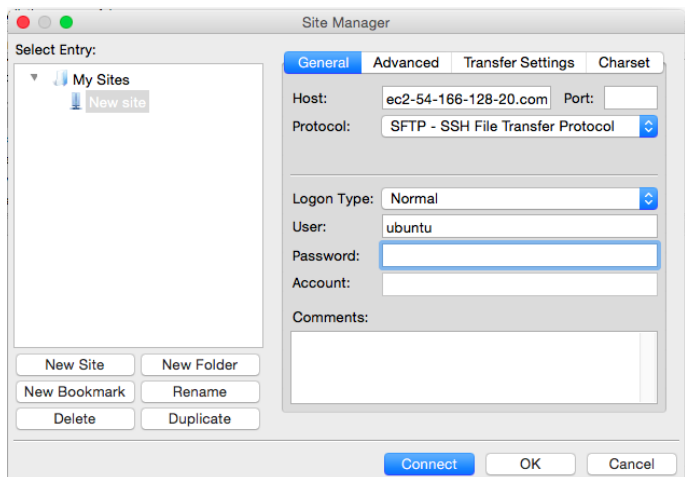 Site Manager
Select Entry:
My Sites
New site
New Site New Folder
New Bookmark Rename
Delete Duplicate
General Advanced Transfer Settings Charset
Host: ec2-54-166-128-20.com Port:
Protocol: SFTP - SSH File Transfer Protocol
Logon Type: Normal
User: ubuntu
Password:
Account:
Comments:
Connect OK Cancel